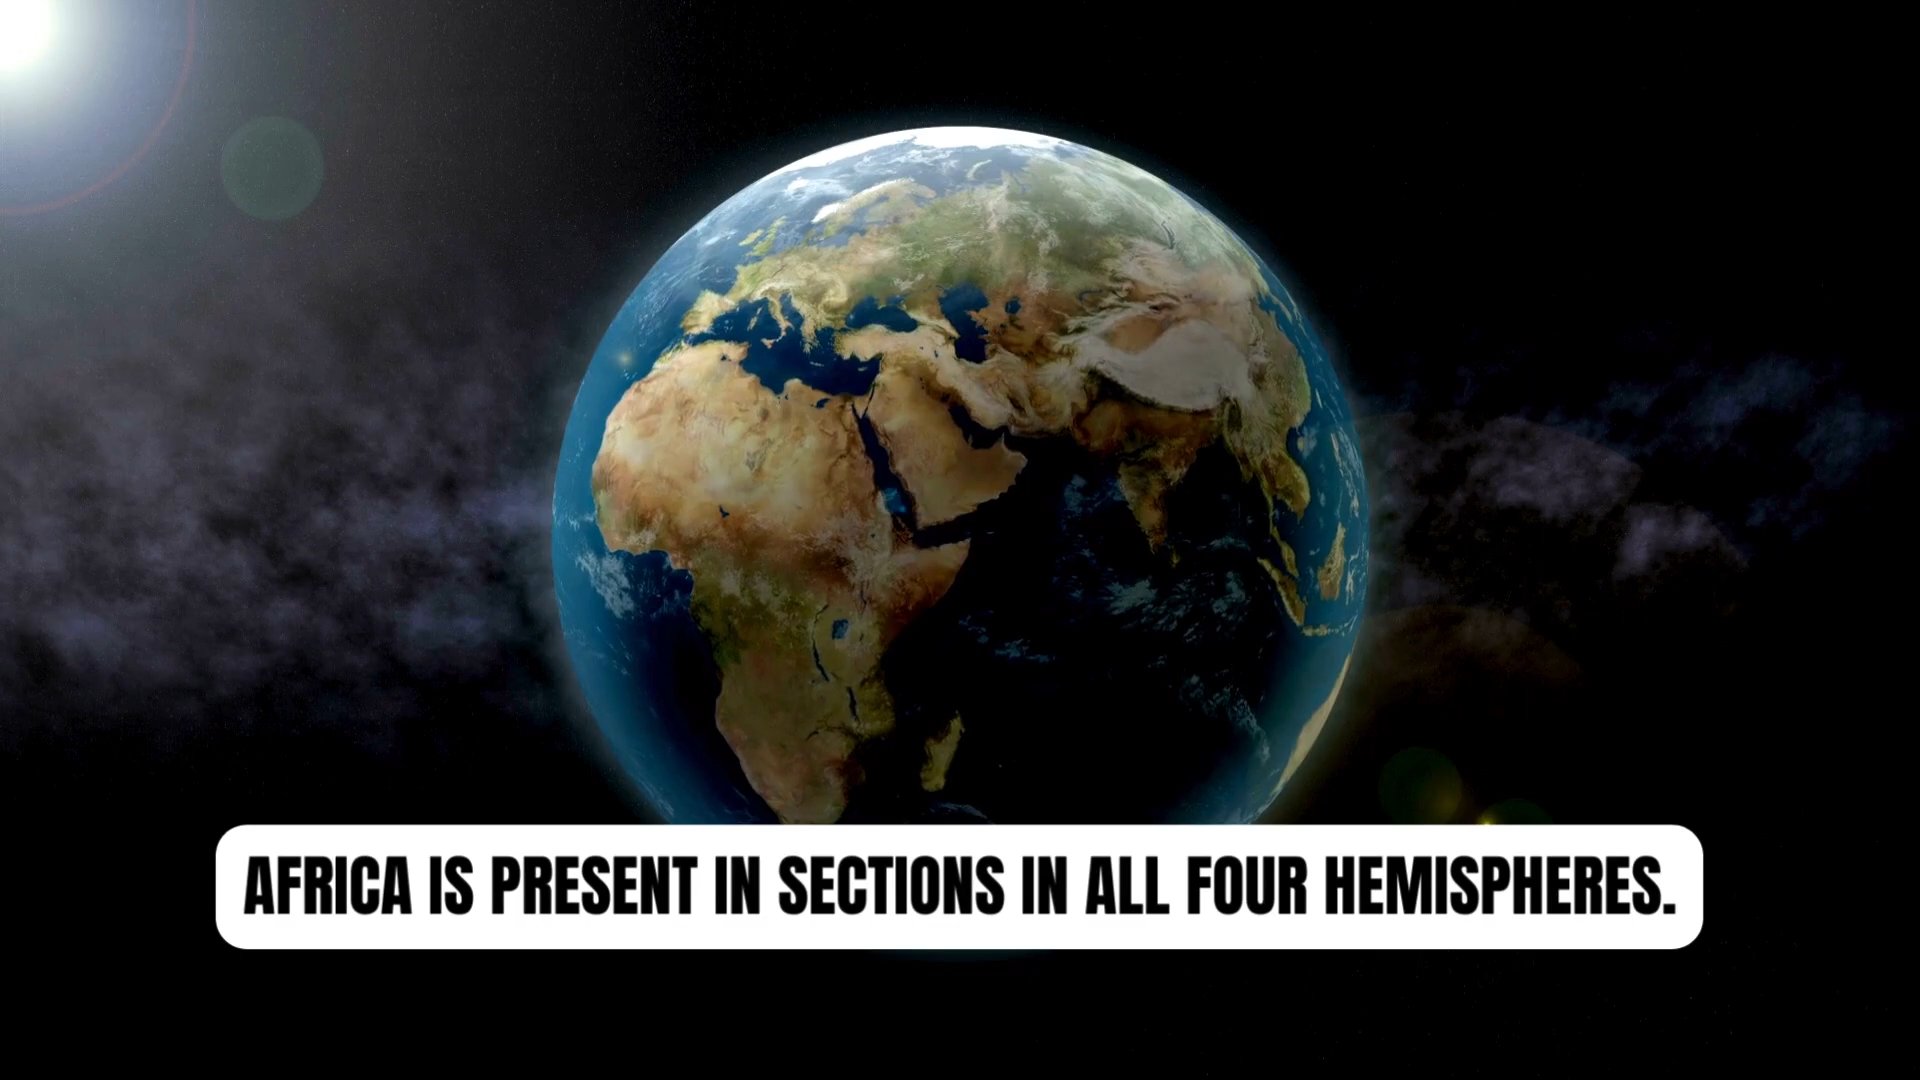 AFRICA IS PRESENT IN SECTIONS IN ALL FOUR HEMISPHERES.